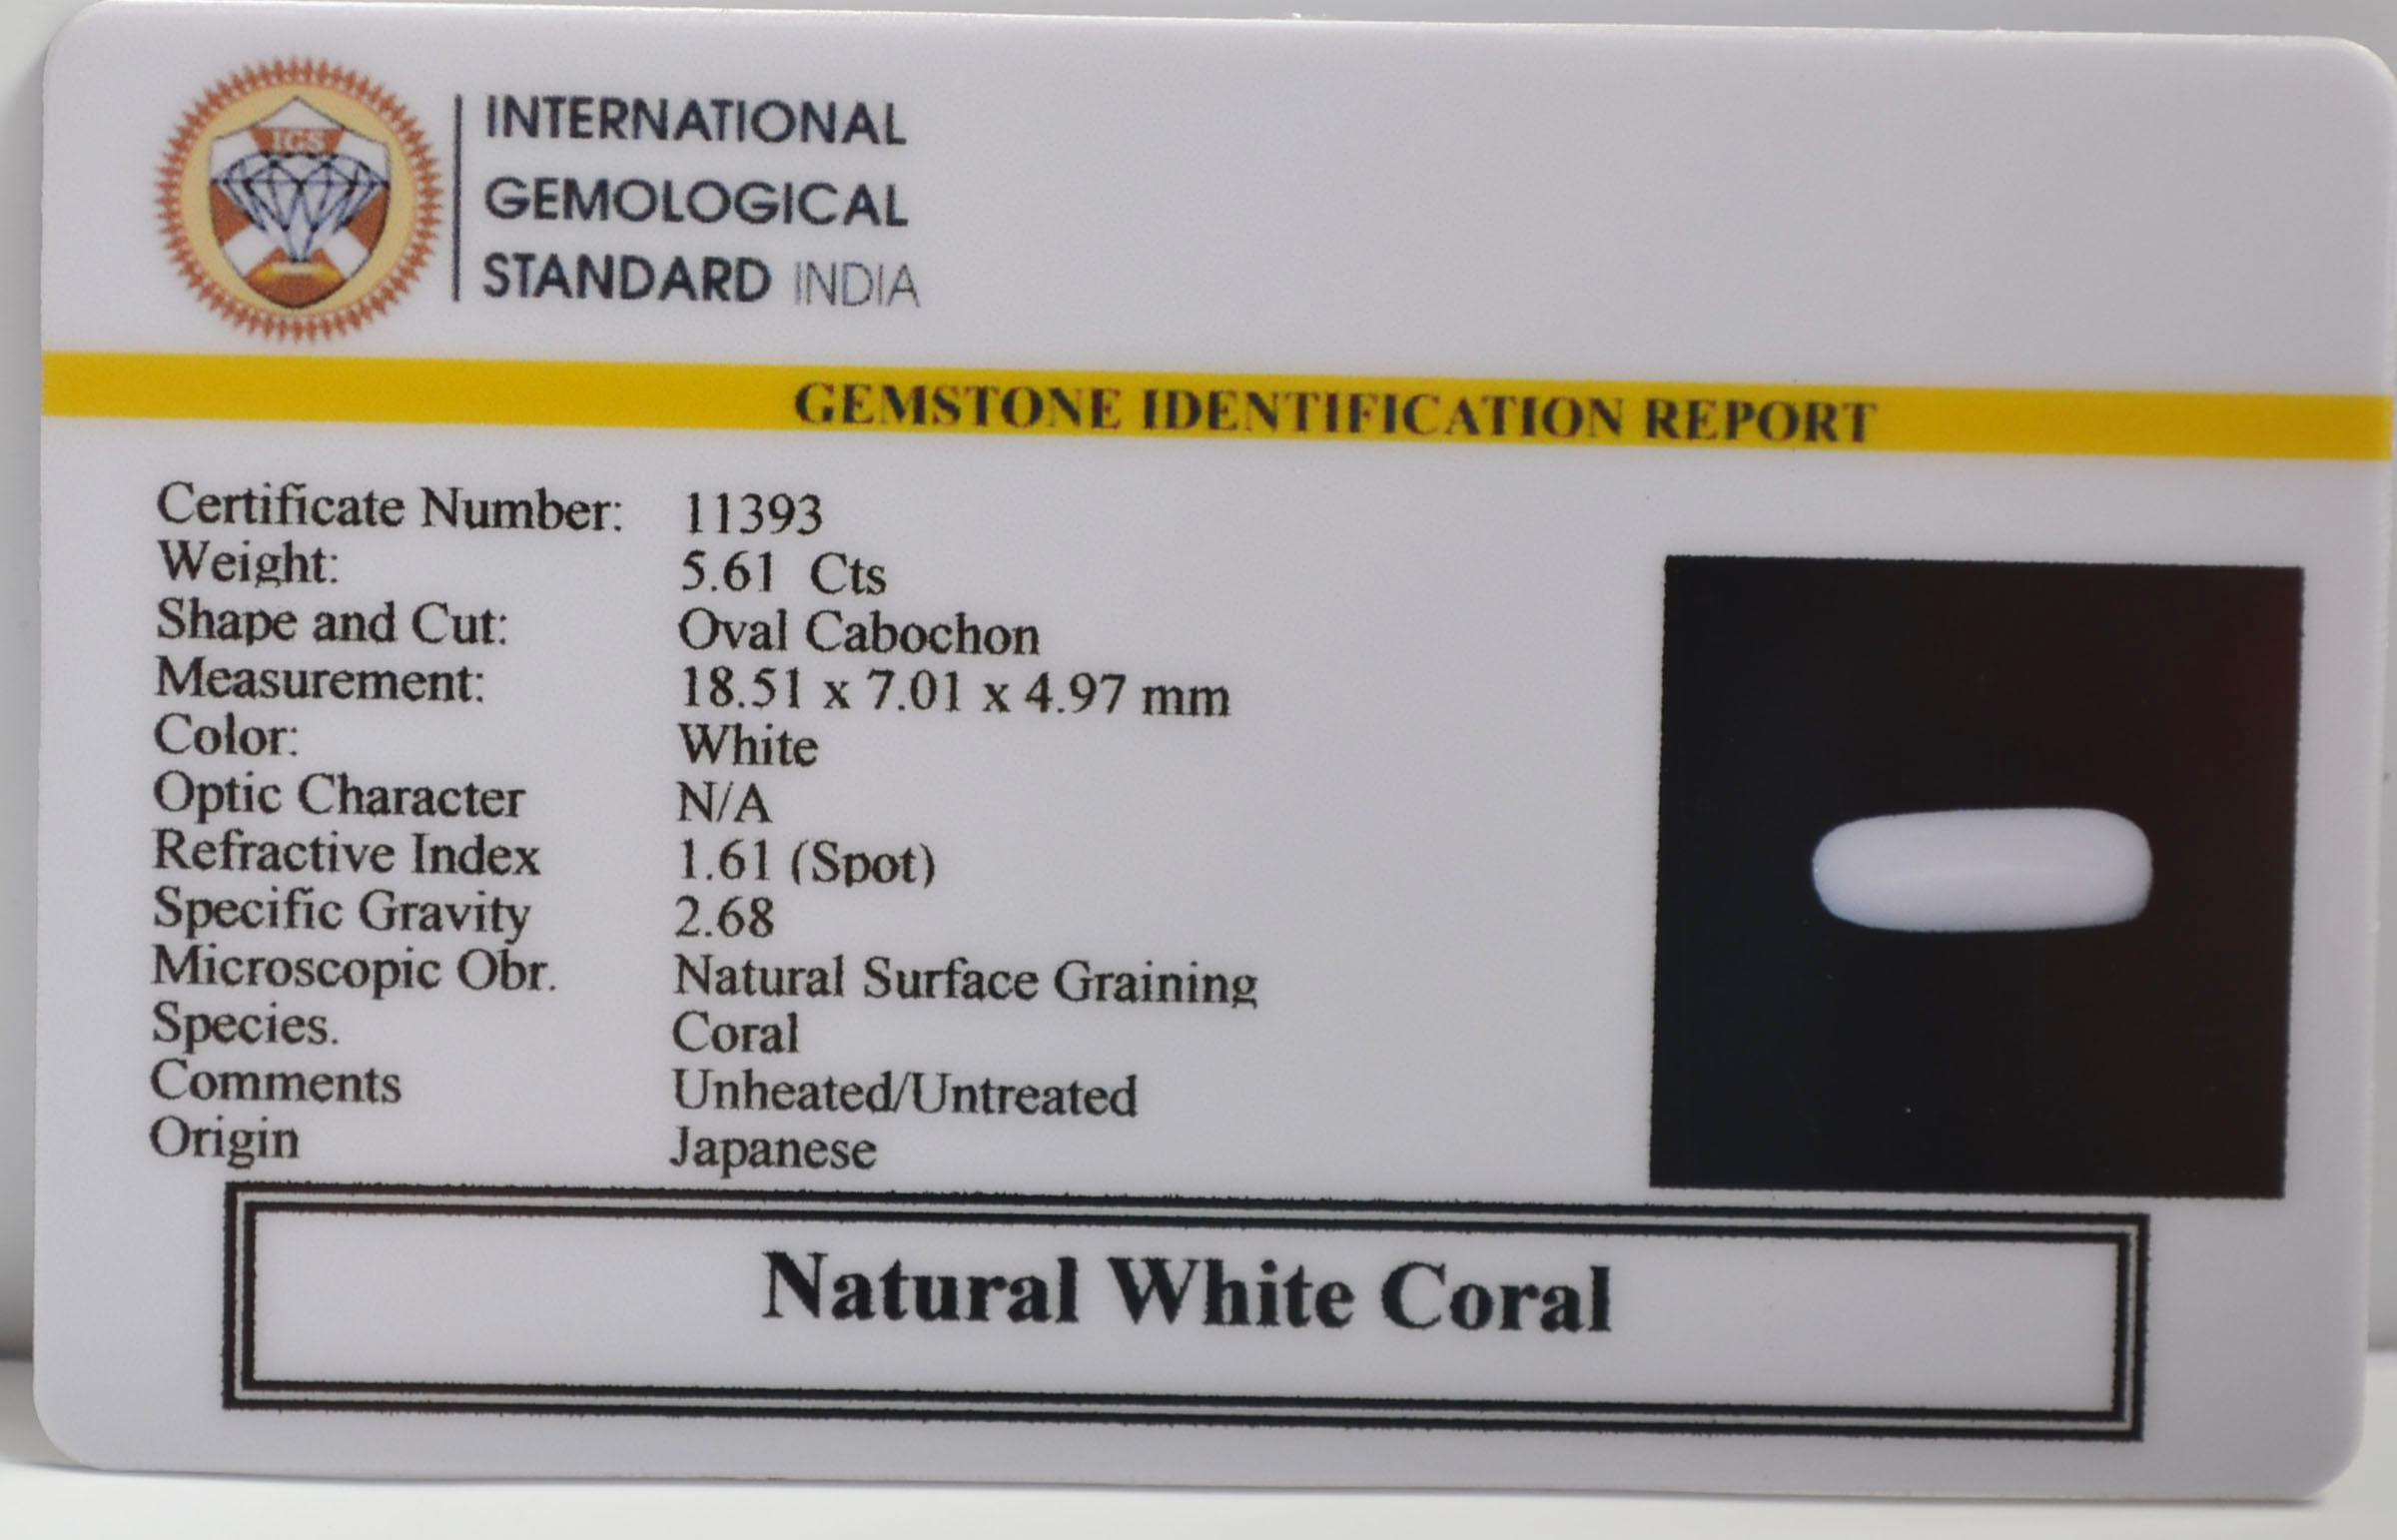 IGS
INTERNATIONAL
GEMOLOGICAL
STANDARD INDIA
GEMSTONE IDENTIFICATION REPORT
Certificate Number: 11393
Weight: 5.61 Cts
Shape and Cut: Oval Cabochon
Measurement: 18.51 x 7.01 x 4.97 mm
Color: White
Optic Character N/A
Refractive Index 1.61 (Spot)
Specific Gravity 2.68
Microscopic Obr. Natural Surface Graining
Species. Coral
Comments Unheated/Untreated
Origin Japanese
Natural White Coral